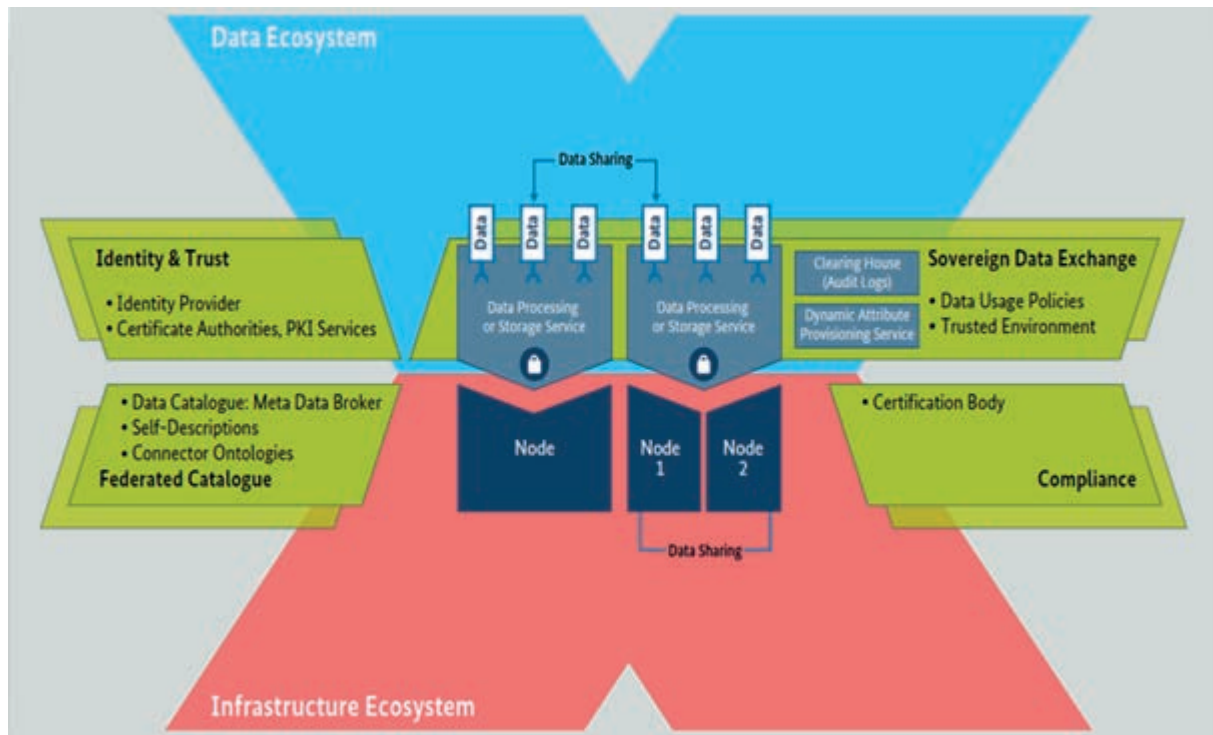 Data Ecosystem
Data Sharing
Data
Data
Data
Data
Data
Data
Identity & Trust
• Identity Provider
• Certificate Authorities, PKI Services
Data Processing
or Storage Service
Data Processing
or Storage Service
Clearing House
(Audit Logs)
Dynamic Attribute
Provisioning Service
Sovereign Data Exchange
• Data Usage Policies
• Trusted Environment
• Data Catalogue: Meta Data Broker
• Self-Descriptions
• Connector Ontologies
Federated Catalogue
Node
Node
1
Node
2
Data Sharing
• Certification Body
Compliance
Infrastructure Ecosystem